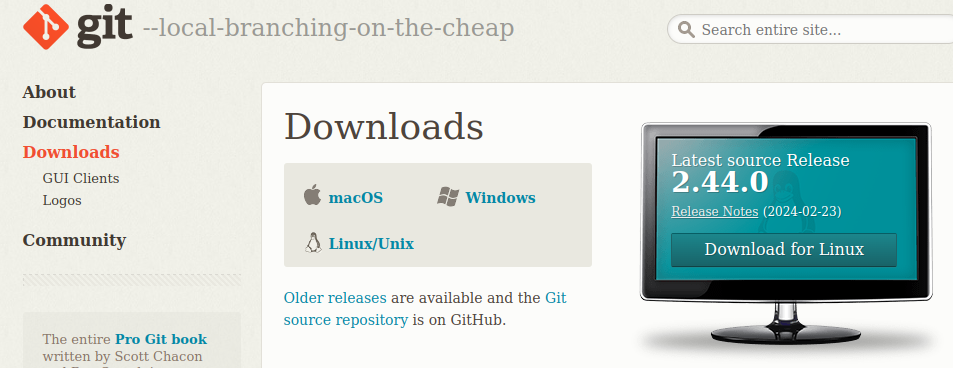 git --local-branching-on-the-cheap
Search entire site...
About
Documentation
Downloads
GUI Clients
Logos
Community
The entire Pro Git book
written by Scott Chacon
Downloads
macOS
Windows
Linux/Unix
Older releases are available and the Git
source repository is on GitHub.
Latest source Release
2.44.0
Release Notes (2024-02-23)
Download for Linux